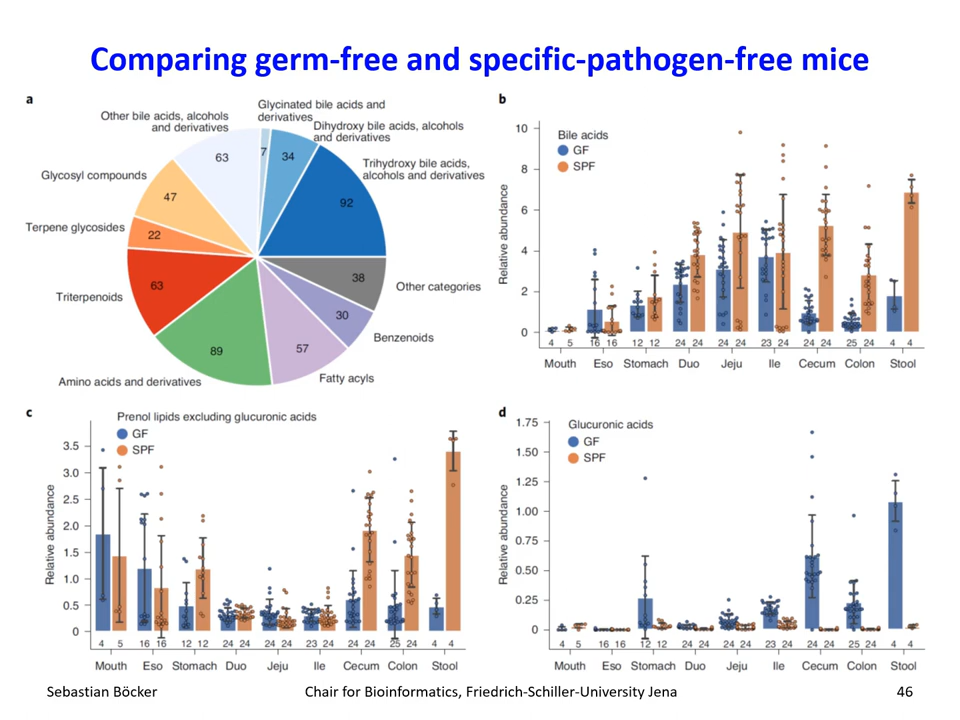 Comparing germ-free and specific-pathogen-free mice
a
Glycinated bile acids and
derivatives
Dihydroxy bile acids, alcohols
and derivatives
Trihydroxy bile acids,
alcohols and derivatives
Other bile acids, alcohols
and derivatives
Glycosyl compounds
Terpene glycosides
Triterpenoids
Amino acids and derivatives
Fatty acyls
Benzenoids
Other categories
7
34
92
63
47
22
63
89
57
30
38
b
Bile acids
GF
SPF
Relative abundance
10
8
6
4
2
0
4 5 16 16 12 12 24 24 24 24 23 24 24 24 25 24 4 4
Mouth Eso Stomach Duo Jeju Ile Cecum Colon Stool
c
Prenol lipids excluding glucuronic acids
GF
SPF
Relative abundance
3.5
3.0
2.5
2.0
1.5
1.0
0.5
0
4 5 16 16 12 12 24 24 24 24 23 24 24 24 25 24 4 4
Mouth Eso Stomach Duo Jeju Ile Cecum Colon Stool
d
Glucuronic acids
GF
SPF
Relative abundance
1.75
1.50
1.25
1.00
0.75
0.50
0.25
0
4 5 16 16 12 12 24 24 24 24 23 24 24 24 25 24 4 4
Mouth Eso Stomach Duo Jeju Ile Cecum Colon Stool
Sebastian Böcker
Chair for Bioinformatics, Friedrich-Schiller-University Jena
46